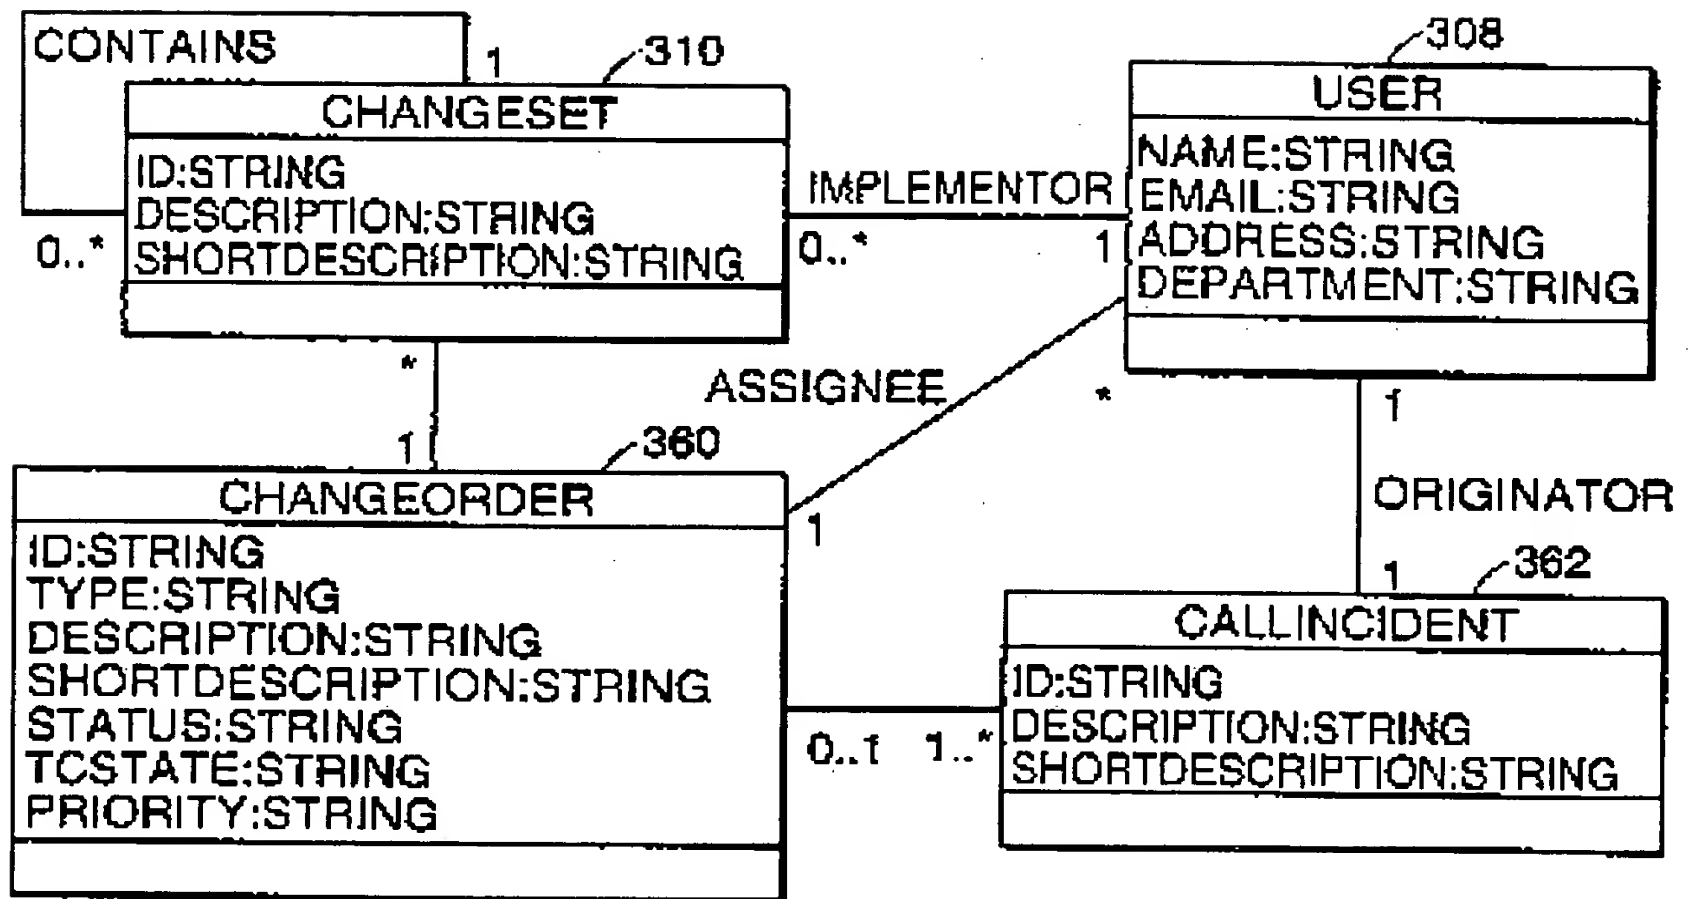 CONTAINS
1
310
CHANGESET
ID:STRING
DESCRIPTION:STRING
SHORTDESCRIPTION:STRING
0..*
308
USER
NAME:STRING
EMAIL:STRING
ADDRESS:STRING
DEPARTMENT:STRING
IMPLEMENTOR
0..* 1
*
1
ASSIGNEE
*
1
1
ORIGINATOR
1
360
CHANGEORDER
ID:STRING
TYPE:STRING
DESCRIPTION:STRING
SHORTDESCRIPTION:STRING
STATUS:STRING
TCSTATE:STRING
PRIORITY:STRING
0..1 1..*
362
CALLINCIDENT
ID:STRING
DESCRIPTION:STRING
SHORTDESCRIPTION:STRING